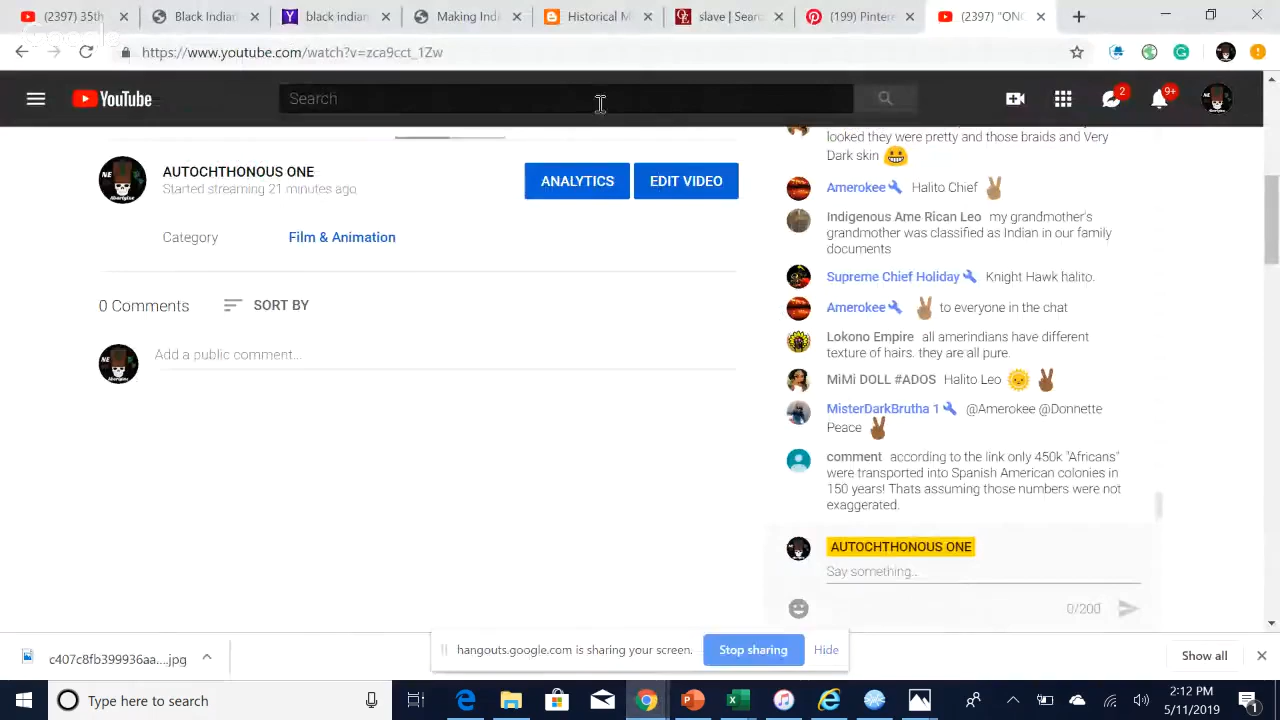 (2397) 35th
Black Indian
black indian
Making Indi
Historical M
slave | Sear
(199) Pintere
(2397) "ONC
Google
https://www.youtube.com/watch?v=zca9cct_1Zw
YouTube
Search
2
9+
AUTOCHTHONOUS ONE
Started streaming 21 minutes ago
ANALYTICS
EDIT VIDEO
Category
Film & Animation
0 Comments
SORT BY
Add a public comment...
looked they were pretty and those braids and Very
Dark skin
Amerokee Halito Chief
Indigenous Ame Rican Leo my grandmother's
grandmother was classified as Indian in our family
documents
Supreme Chief Holiday Knight Hawk halito.
Amerokee to everyone in the chat
Lokono Empire all amerindians have different
texture of hairs. they are all pure.
MiMi DOLL #ADOS Halito Leo
MisterDarkBrutha 1 @Amerokee @Donnette
Peace
comment according to the link only 450k "Africans"
were transported into Spanish American colonies in
150 years! Thats assuming those numbers were not
exaggerated.
AUTOCHTHONOUS ONE
Say something...
0/200
c407c8fb399936aa....jpg
hangouts.google.com is sharing your screen.
Stop sharing
Hide
Show all
Type here to search
2:12 PM
5/11/2019
1